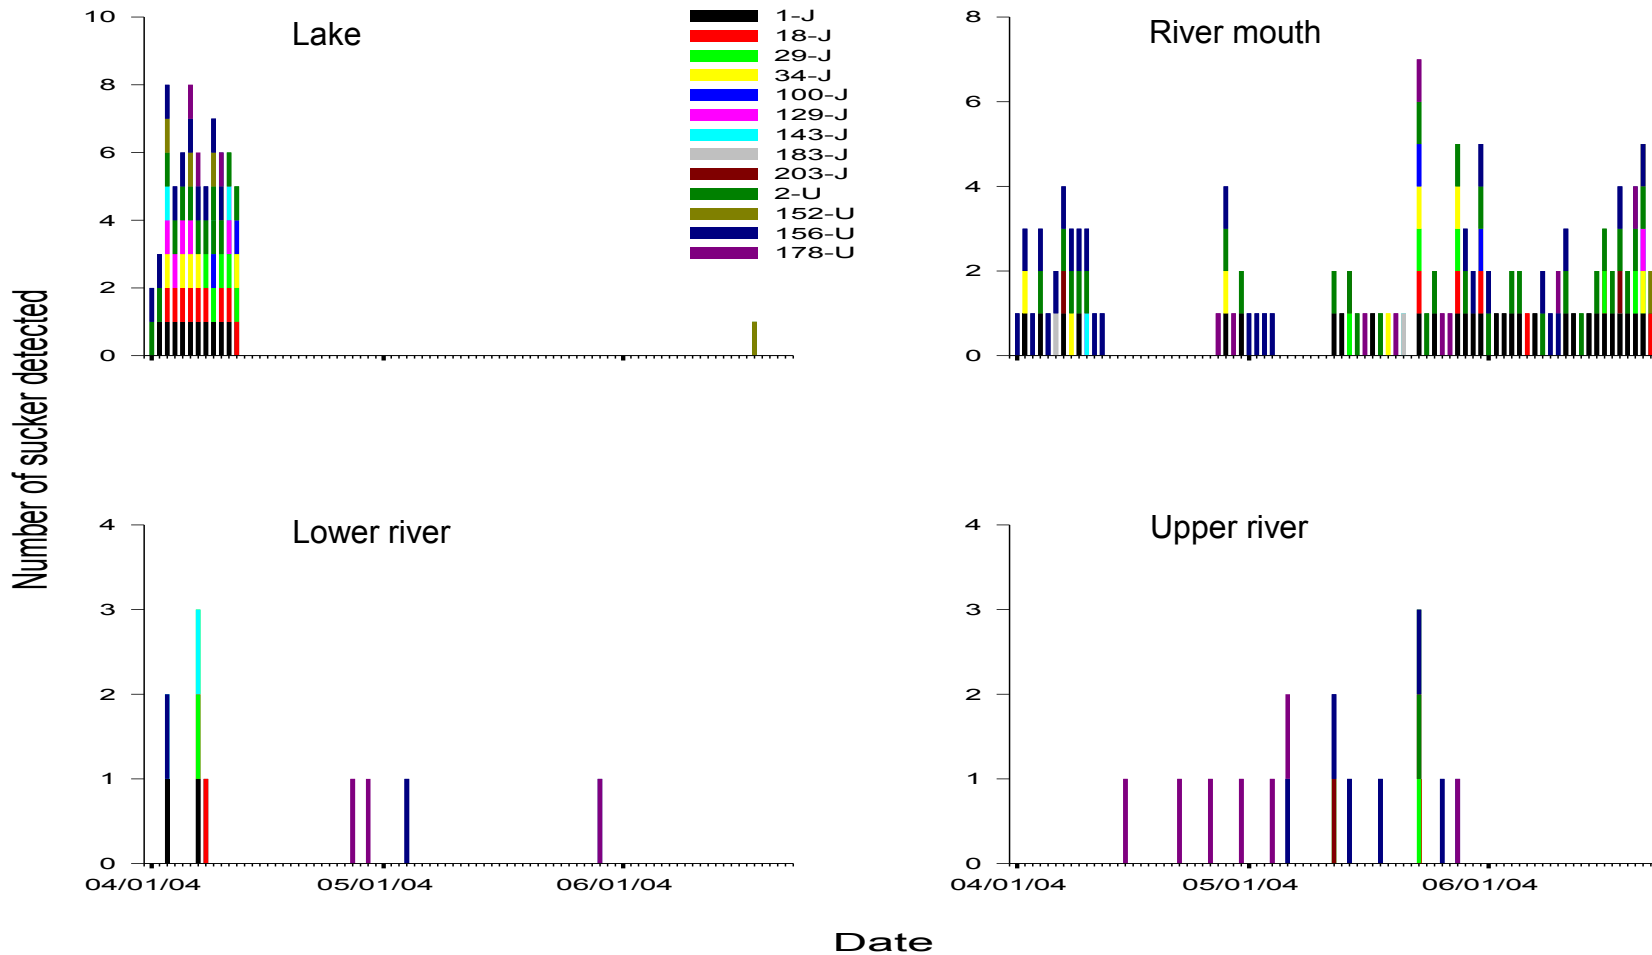 Number of sucker detected
Lake
10
8
6
4
2
0
1-J
18-J
29-J
34-J
100-J
129-J
143-J
183-J
203-J
2-U
152-U
156-U
178-U
River mouth
8
6
4
2
0
Lower river
4
3
2
1
0
04/01/04 05/01/04 06/01/04
Upper river
4
3
2
1
0
04/01/04 05/01/04 06/01/04
Date